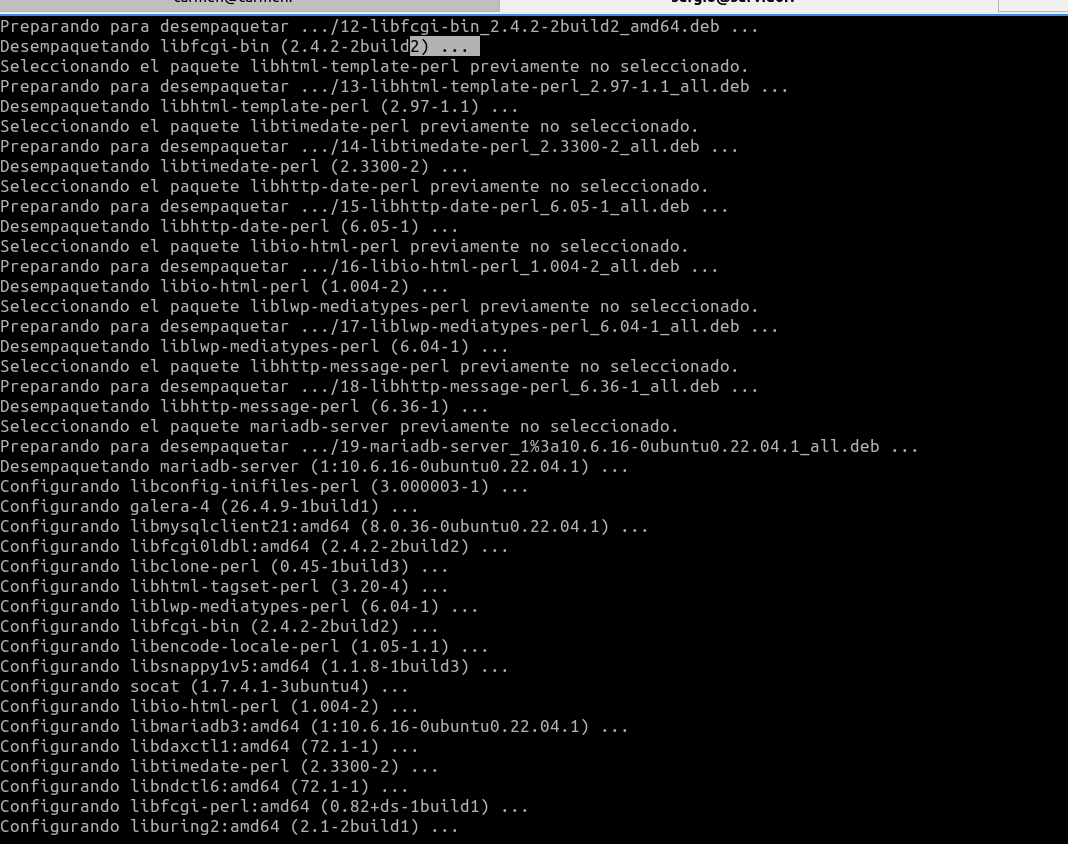 Preparando para desempaquetar .../12-libfcgi-bin_2.4.2-2build2_amd64.deb ...
Desempaquetando libfcgi-bin (2.4.2-2build2) ...
Seleccionando el paquete libhtml-template-perl previamente no seleccionado.
Preparando para desempaquetar .../13-libhtml-template-perl_2.97-1.1_all.deb ...
Desempaquetando libhtml-template-perl (2.97-1.1) ...
Seleccionando el paquete libtimedate-perl previamente no seleccionado.
Preparando para desempaquetar .../14-libtimedate-perl_2.3300-2_all.deb ...
Desempaquetando libtimedate-perl (2.3300-2) ...
Seleccionando el paquete libhttp-date-perl previamente no seleccionado.
Preparando para desempaquetar .../15-libhttp-date-perl_6.05-1_all.deb ...
Desempaquetando libhttp-date-perl (6.05-1) ...
Seleccionando el paquete libio-html-perl previamente no seleccionado.
Preparando para desempaquetar .../16-libio-html-perl_1.004-2_all.deb ...
Desempaquetando libio-html-perl (1.004-2) ...
Seleccionando el paquete liblwp-mediatypes-perl previamente no seleccionado.
Preparando para desempaquetar .../17-liblwp-mediatypes-perl_6.04-1_all.deb ...
Desempaquetando liblwp-mediatypes-perl (6.04-1) ...
Seleccionando el paquete libhttp-message-perl previamente no seleccionado.
Preparando para desempaquetar .../18-libhttp-message-perl_6.36-1_all.deb ...
Desempaquetando libhttp-message-perl (6.36-1) ...
Seleccionando el paquete mariadb-server previamente no seleccionado.
Preparando para desempaquetar .../19-mariadb-server_1%3a10.6.16-0ubuntu0.22.04.1_all.deb ...
Desempaquetando mariadb-server (1:10.6.16-0ubuntu0.22.04.1) ...
Configurando libconfig-inifiles-perl (3.000003-1) ...
Configurando galera-4 (26.4.9-1build1) ...
Configurando libmysqlclient21:amd64 (8.0.36-0ubuntu0.22.04.1) ...
Configurando libfcgi0ldbl:amd64 (2.4.2-2build2) ...
Configurando libclone-perl (0.45-1build3) ...
Configurando libhtml-tagset-perl (3.20-4) ...
Configurando liblwp-mediatypes-perl (6.04-1) ...
Configurando libfcgi-bin (2.4.2-2build2) ...
Configurando libencode-locale-perl (1.05-1.1) ...
Configurando libsnappy1v5:amd64 (1.1.8-1build3) ...
Configurando socat (1.7.4.1-3ubuntu4) ...
Configurando libio-html-perl (1.004-2) ...
Configurando libmariadb3:amd64 (1:10.6.16-0ubuntu0.22.04.1) ...
Configurando libdaxctl1:amd64 (72.1-1) ...
Configurando libtimedate-perl (2.3300-2) ...
Configurando libndctl6:amd64 (72.1-1) ...
Configurando libfcgi-perl:amd64 (0.82+ds-1build1) ...
Configurando liburing2:amd64 (2.1-2build1) ...